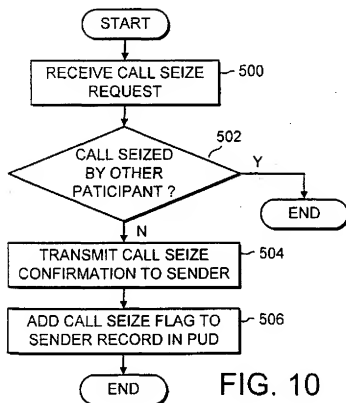 START
RECEIVE CALL SEIZE
REQUEST
500
502
CALL SEIZED
BY OTHER
PATICIPANT ?
Y
END
N
TRANSMIT CALL SEIZE
CONFIRMATION TO SENDER
504
ADD CALL SEIZE FLAG TO
SENDER RECORD IN PUD
506
END
FIG. 10